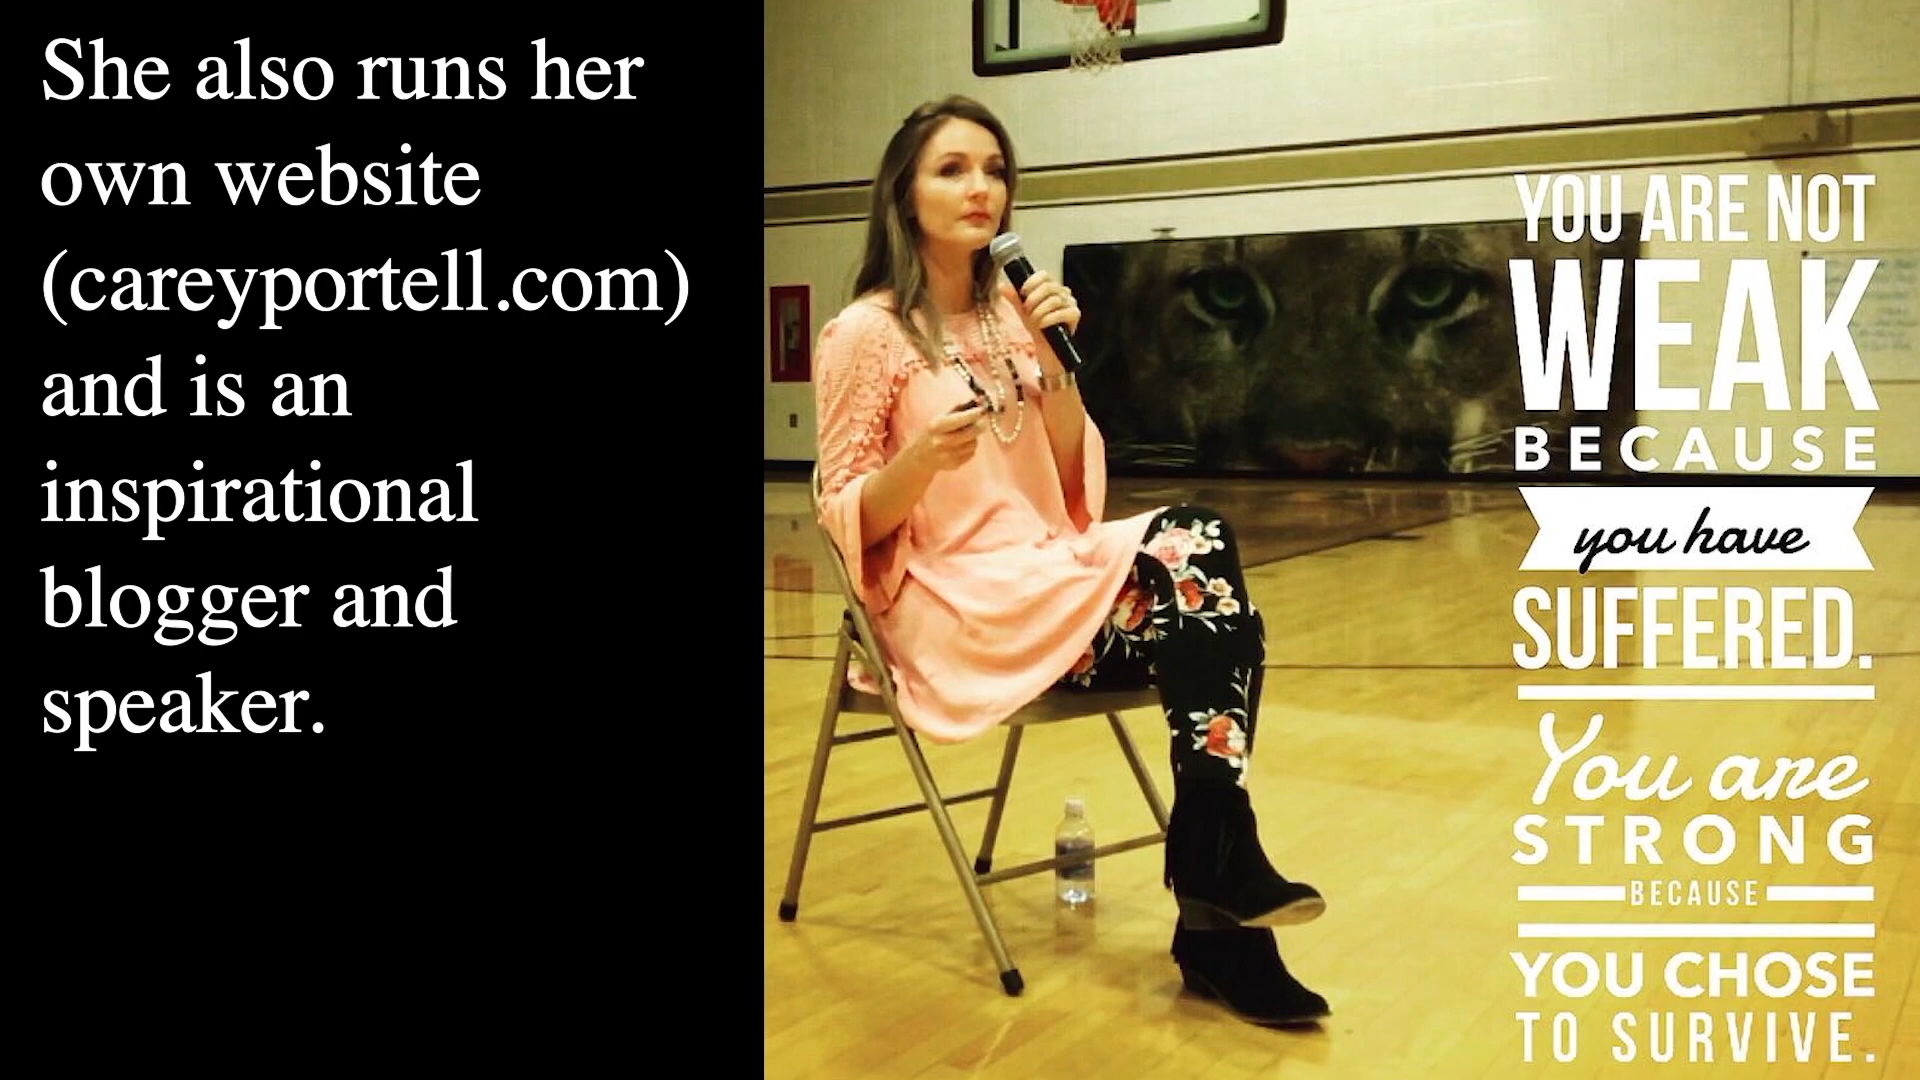 She also runs her
own website
(careyportell.com)
and is an
inspirational
blogger and
speaker.
YOU ARE NOT
WEAK
BECAUSE
you have
SUFFERED.
You are
STRONG
BECAUSE
YOU CHOSE
TO SURVIVE.